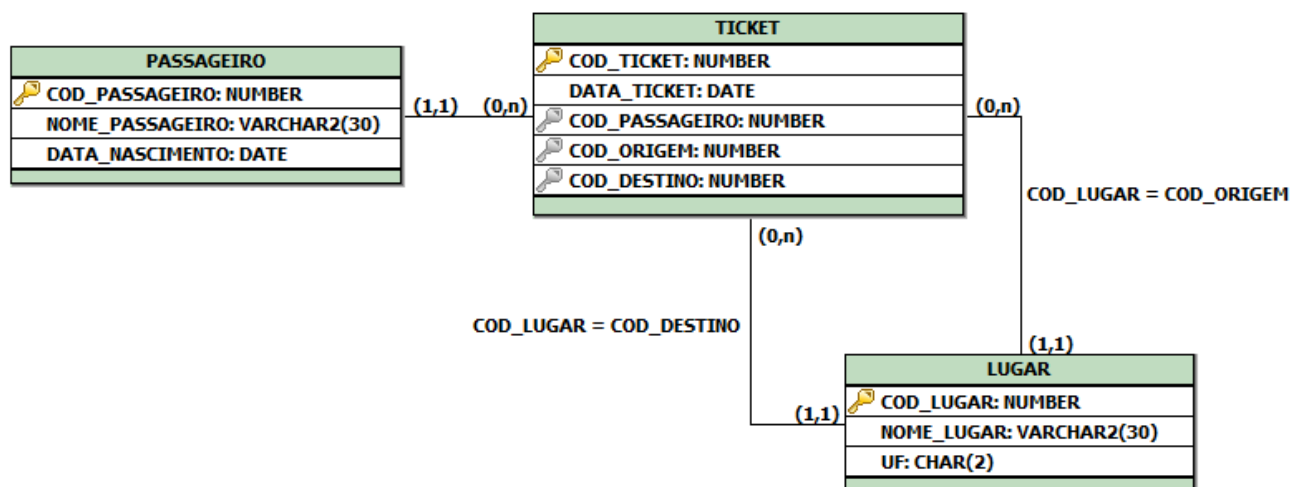 PASSAGEIRO
COD_PASSAGEIRO: NUMBER
NOME_PASSAGEIRO: VARCHAR2(30)
DATA_NASCIMENTO: DATE
(1,1)
(0,n)
TICKET
COD_TICKET: NUMBER
DATA_TICKET: DATE
COD_PASSAGEIRO: NUMBER
COD_ORIGEM: NUMBER
COD_DESTINO: NUMBER
(0,n)
COD_LUGAR = COD_ORIGEM
(0,n)
COD_LUGAR = COD_DESTINO
(1,1)
(1,1)
LUGAR
COD_LUGAR: NUMBER
NOME_LUGAR: VARCHAR2(30)
UF: CHAR(2)